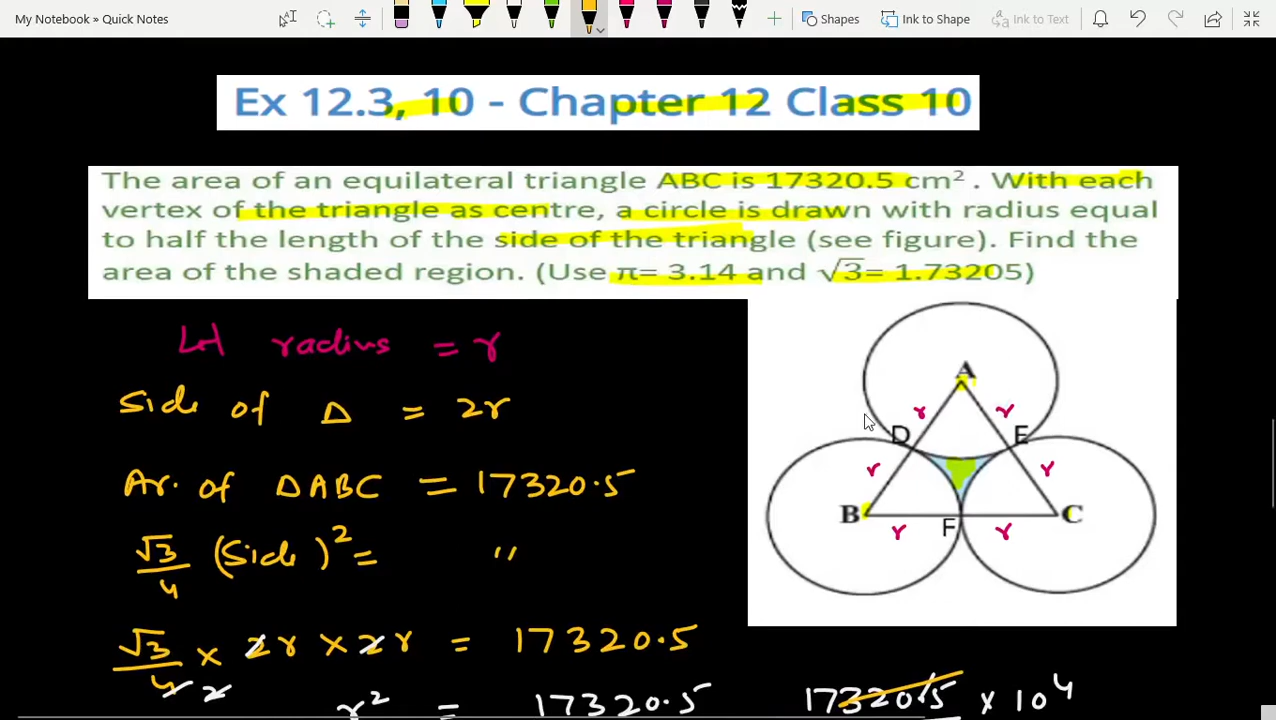 My Notebook » Quick Notes
Shapes
Ink to Shape
Ink to Text
Ex 12.3, 10 - Chapter 12 Class 10
The area of an equilateral triangle ABC is 17320.5 cm². With each
vertex of the triangle as centre, a circle is drawn with radius equal
to half the length of the side of the triangle (see figure). Find the
area of the shaded region. (Use π= 3.14 and √3= 1.73205)
radius = r
Side of Δ = 2r
Ar. of ΔABC = 17320.5
√3/4 (Side)² = "
√3/4 × 2r × 2r = 17320.5
2
r² = 17320.5
17320.5 × 10⁴
A
r r
D E
r r
B F C
r r